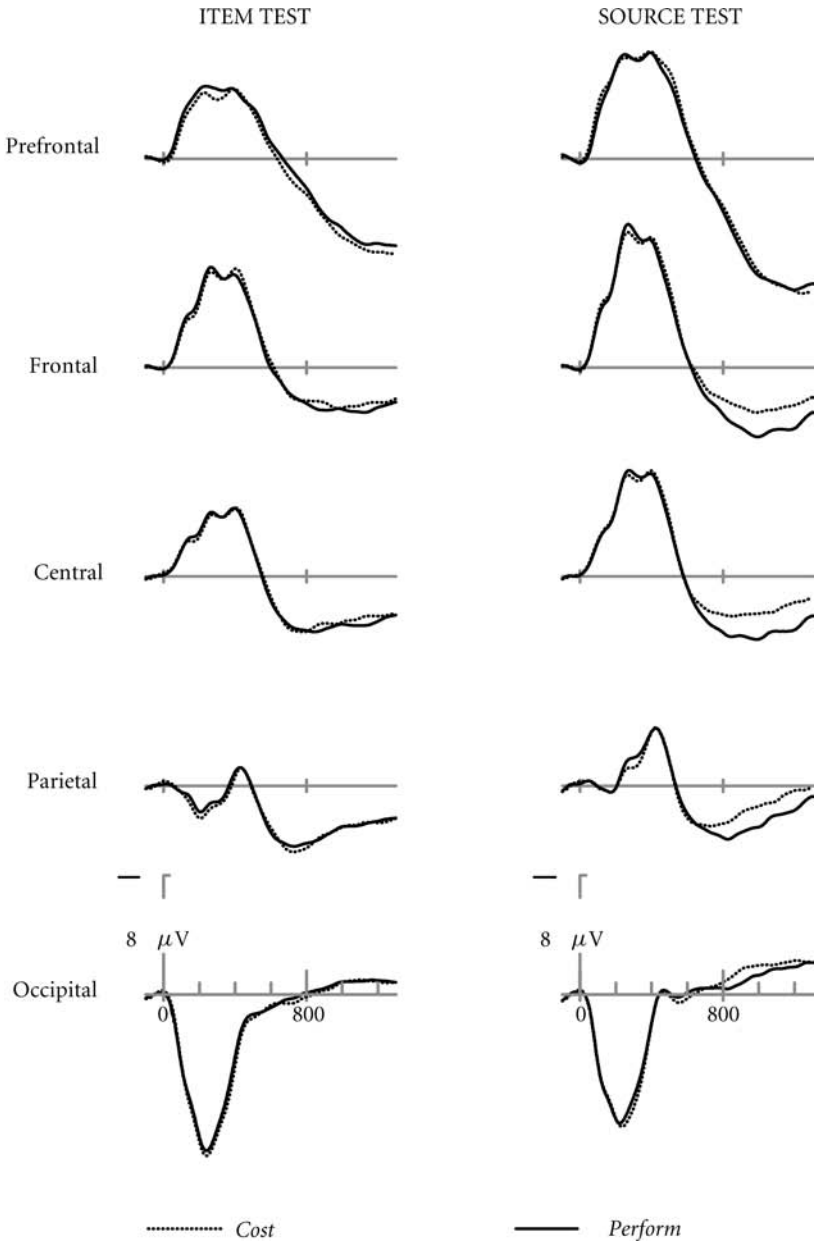 ITEM TEST SOURCE TEST
Prefrontal
Frontal
Central
Parietal
8 μV 8 μV
Occipital
0 800 0 800
Cost Perform